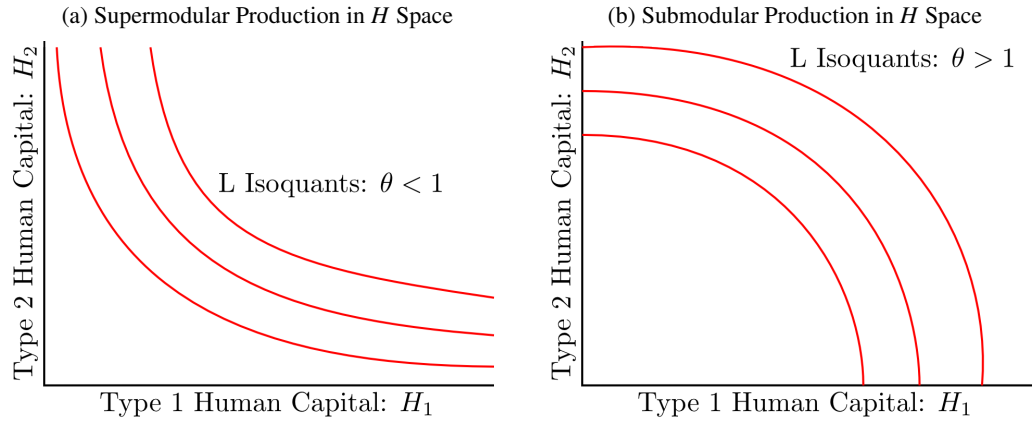 (a) Supermodular Production in H Space
Type 2 Human Capital: H₂
L Isoquants: θ < 1
Type 1 Human Capital: H₁
(b) Submodular Production in H Space
Type 2 Human Capital: H₂
L Isoquants: θ > 1
Type 1 Human Capital: H₁